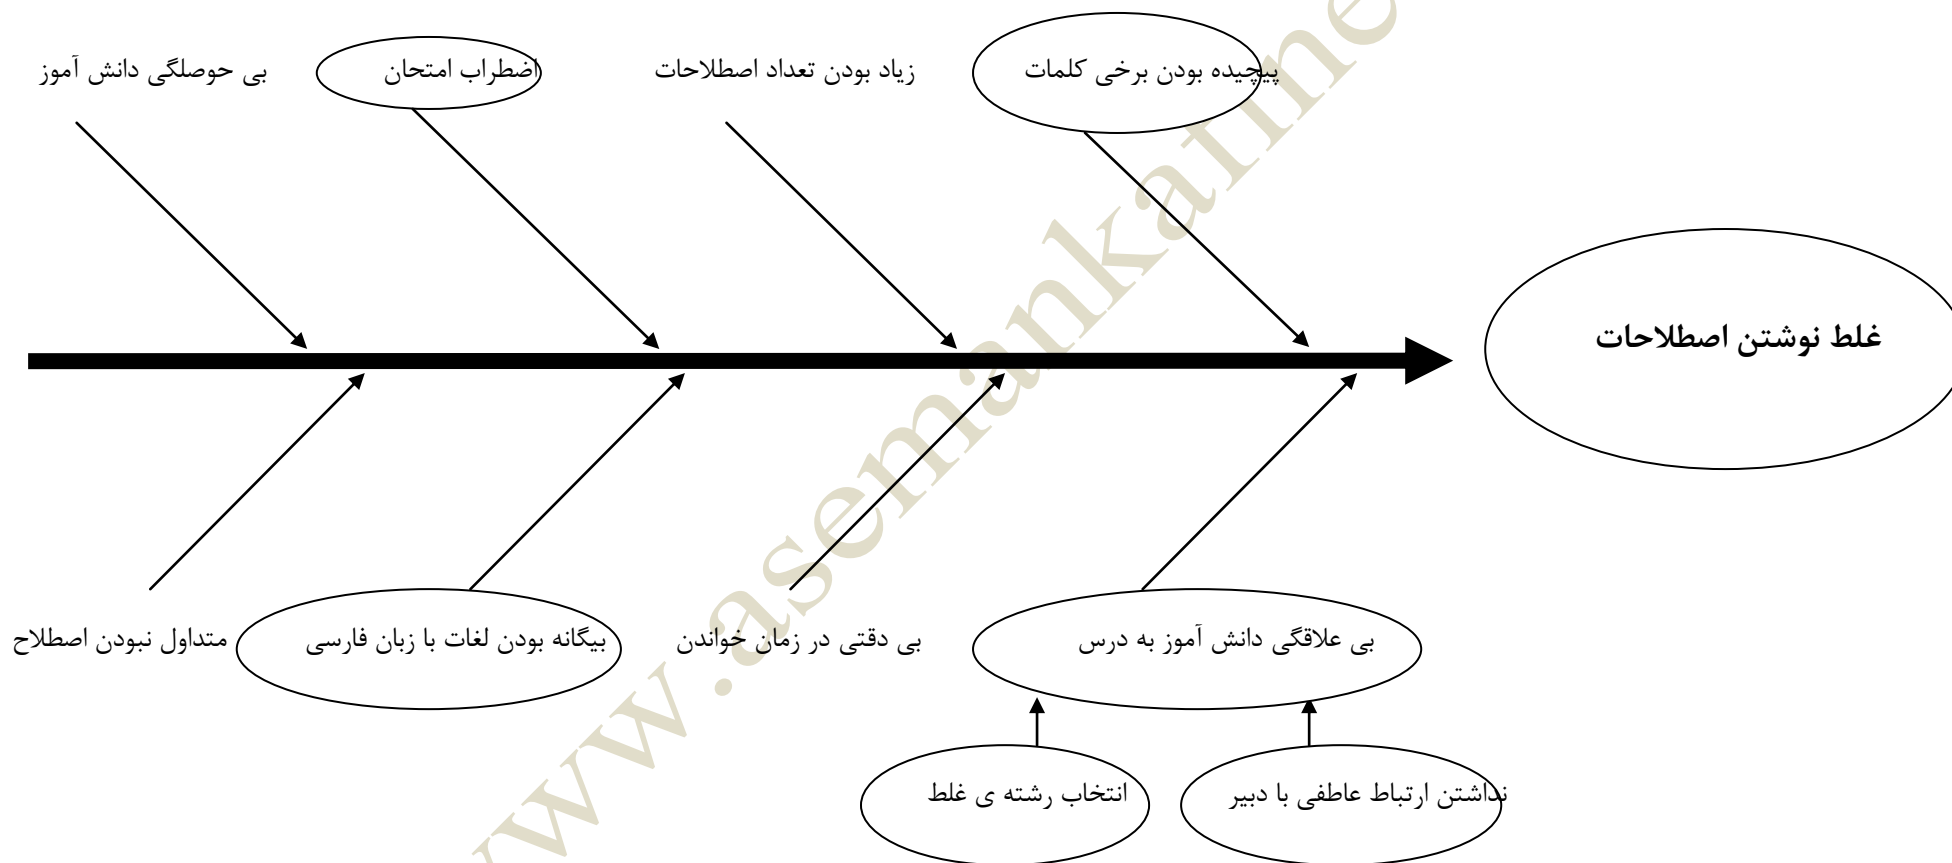 پیچیده بودن برخی کلمات
زیاد بودن تعداد اصطلاحات
اضطراب امتحان
بی حوصلگی دانش آموز
غلط نوشتن اصطلاحات
بی علاقگی دانش آموز به درس
بی دقتی در زمان خواندن
بیگانه بودن لغات با زبان فارسی
متداول نبودن اصطلاح
نداشتن ارتباط عاطفی با دبیر
انتخاب رشته ی غلط